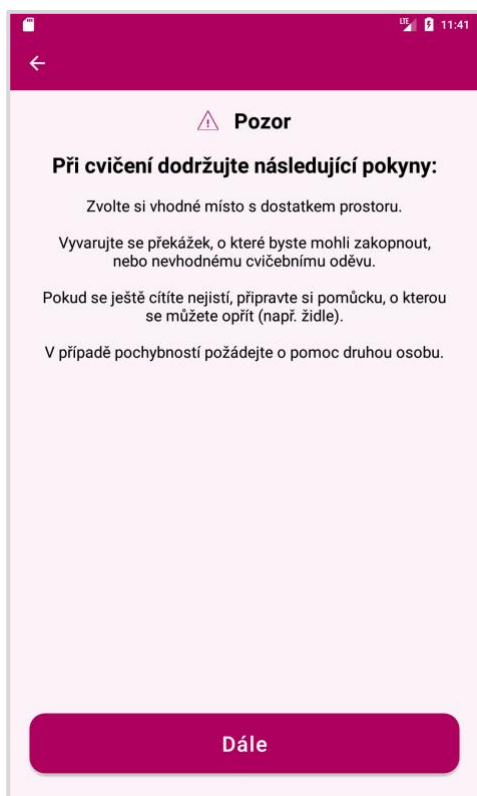 LTE 11:41
Pozor
Při cvičení dodržujte následující pokyny:
Zvolte si vhodné místo s dostatkem prostoru.
Vyvarujte se překážek, o které byste mohli zakopnout,
nebo nevhodnému cvičebnímu oděvu.
Pokud se ještě cítíte nejistí, připravte si pomůcku, o kterou
se můžete opřít (např. židle).
V případě pochybností požádejte o pomoc druhou osobu.
Dále